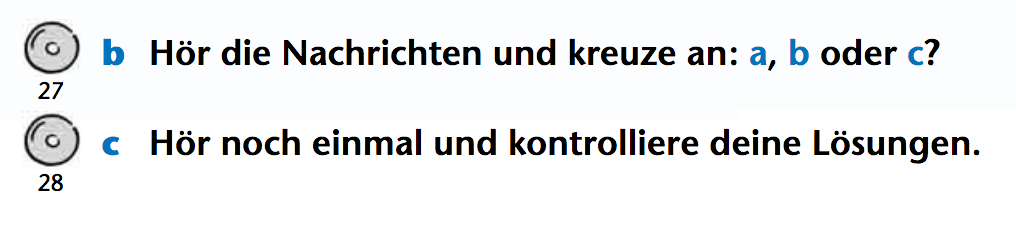 b Hör die Nachrichten und kreuze an: a, b oder c?
27
c Hör noch einmal und kontrolliere deine Lösungen.
28